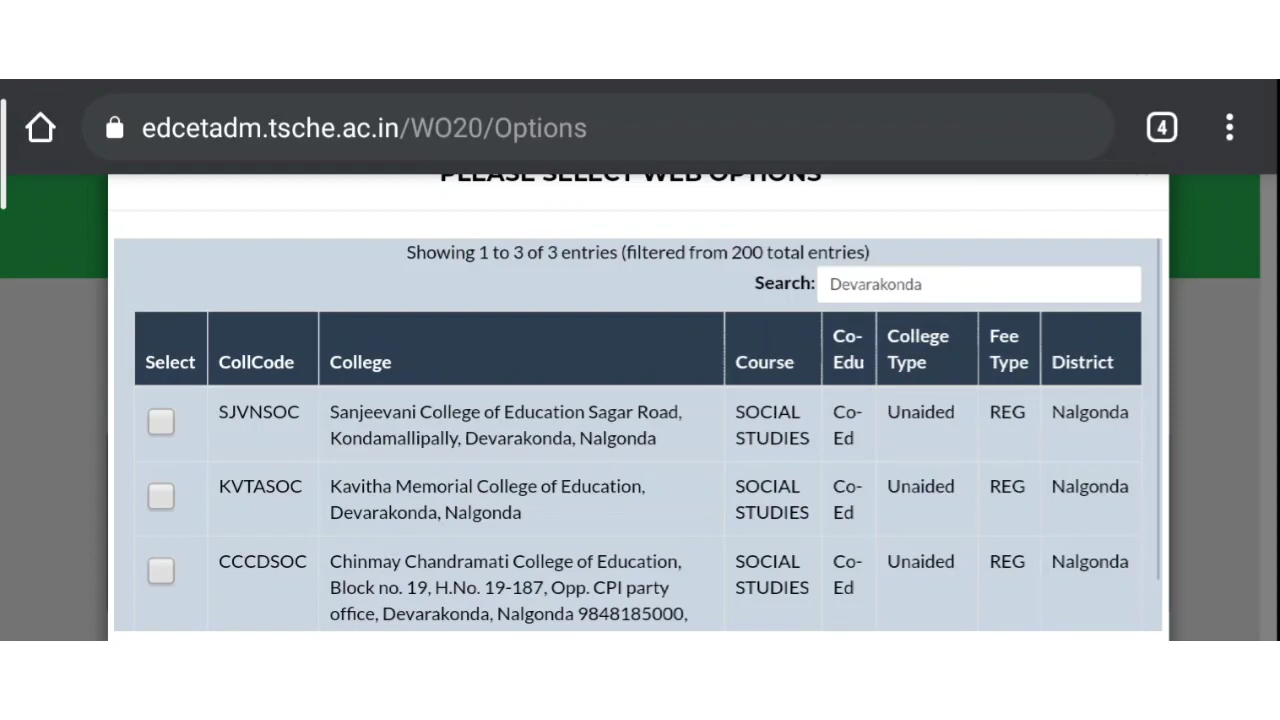 edcetadm.tsche.ac.in/WO20/Options
4
PLEASE SELECT WEB OPTIONS
Showing 1 to 3 of 3 entries (filtered from 200 total entries)
Search: Devarakonda
Select CollCode College Course Co-Edu College Type Fee Type District
SJVNSOC Sanjeevani College of Education Sagar Road, SOCIAL Co- Unaided REG Nalgonda
Kondamallipally, Devarakonda, Nalgonda STUDIES Ed
KVTASOC Kavitha Memorial College of Education, SOCIAL Co- Unaided REG Nalgonda
Devarakonda, Nalgonda STUDIES Ed
CCCDSOC Chinmay Chandramati College of Education, SOCIAL Co- Unaided REG Nalgonda
Block no. 19, H.No. 19-187, Opp. CPI party STUDIES Ed
office, Devarakonda, Nalgonda 9848185000,